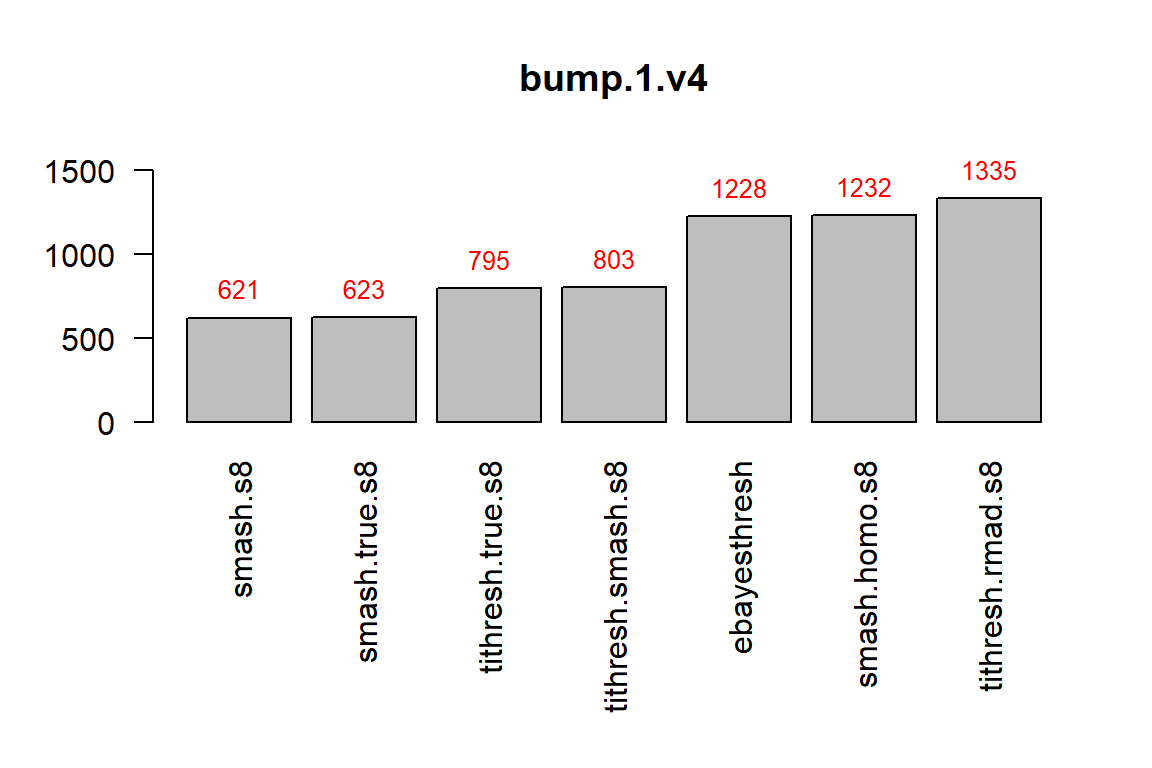 bump.1.v4
1500
1000
500
0
621
623
795
803
1228
1232
1335
smash.s8
smash.true.s8
tithresh.true.s8
tithresh.smash.s8
ebayesthresh
smash.homo.s8
tithresh.rmad.s8